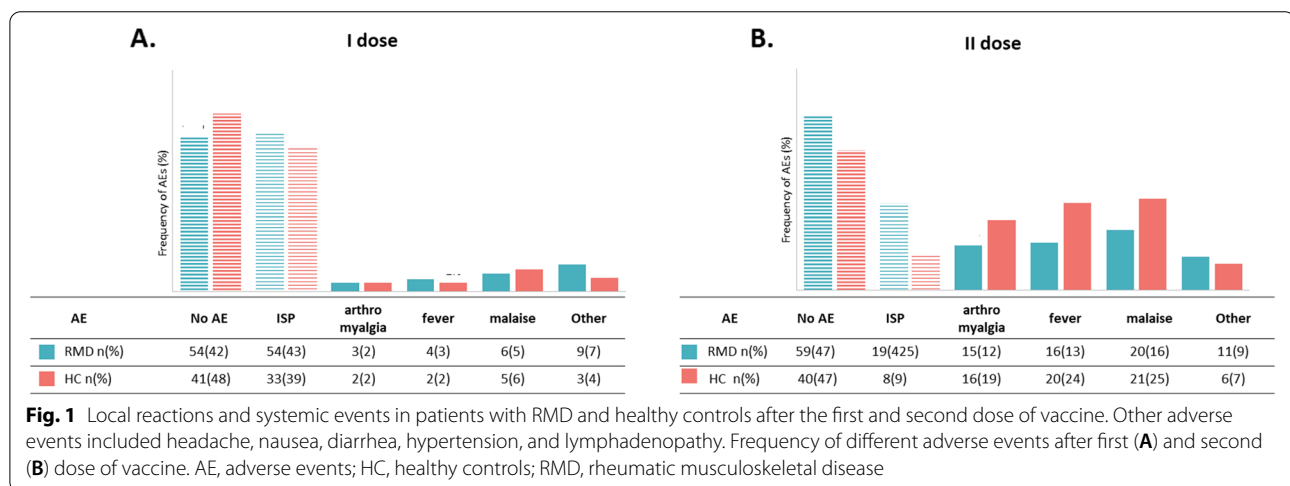 A.
I dose
Frequency of AEs (%)
AE No AE ISP arthro myalgia fever malaise Other
RMD n(%) 54(42) 54(43) 3(2) 4(3) 6(5) 9(7)
HC n(%) 41(48) 33(39) 2(2) 2(2) 5(6) 3(4)
B.
II dose
Frequency of AEs (%)
AE No AE ISP arthro myalgia fever malaise Other
RMD n(%) 59(47) 19(425) 15(12) 16(13) 20(16) 11(9)
HC n(%) 40(47) 8(9) 16(19) 20(24) 21(25) 6(7)
Fig. 1 Local reactions and systemic events in patients with RMD and healthy controls after the first and second dose of vaccine. Other adverse
events included headache, nausea, diarrhea, hypertension, and lymphadenopathy. Frequency of different adverse events after first (A) and second
(B) dose of vaccine. AE, adverse events; HC, healthy controls; RMD, rheumatic musculoskeletal disease